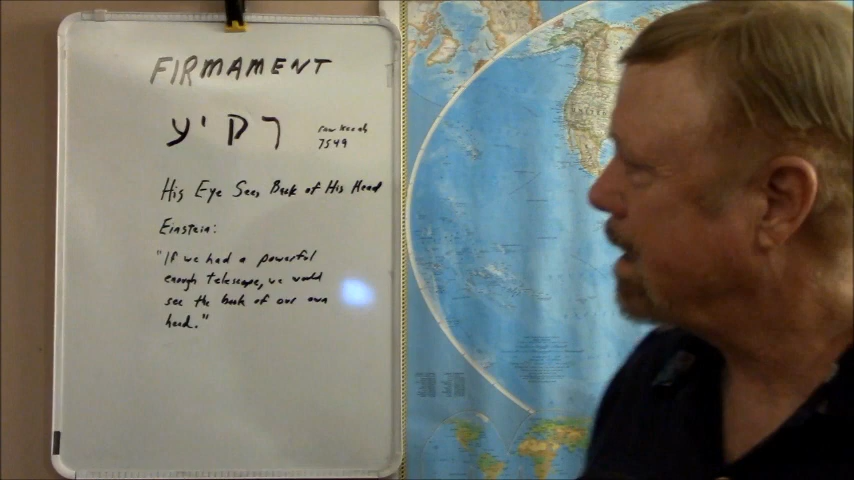 FIRMAMENT
רקיע
7549
His Eye Sees Back of His Head
Einstein:
"If we had a powerful
enough telescope, we would
see the back of our own
head."